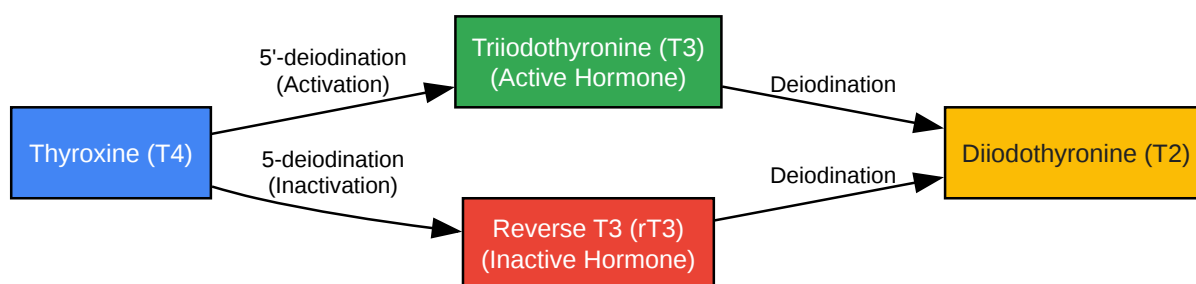 Thyroxine (T4)
5'-deiodination
(Activation)
5-deiodination
(Inactivation)
Triiodothyronine (T3)
(Active Hormone)
Reverse T3 (rT3)
(Inactive Hormone)
Deiodination
Deiodination
Diiodothyronine (T2)